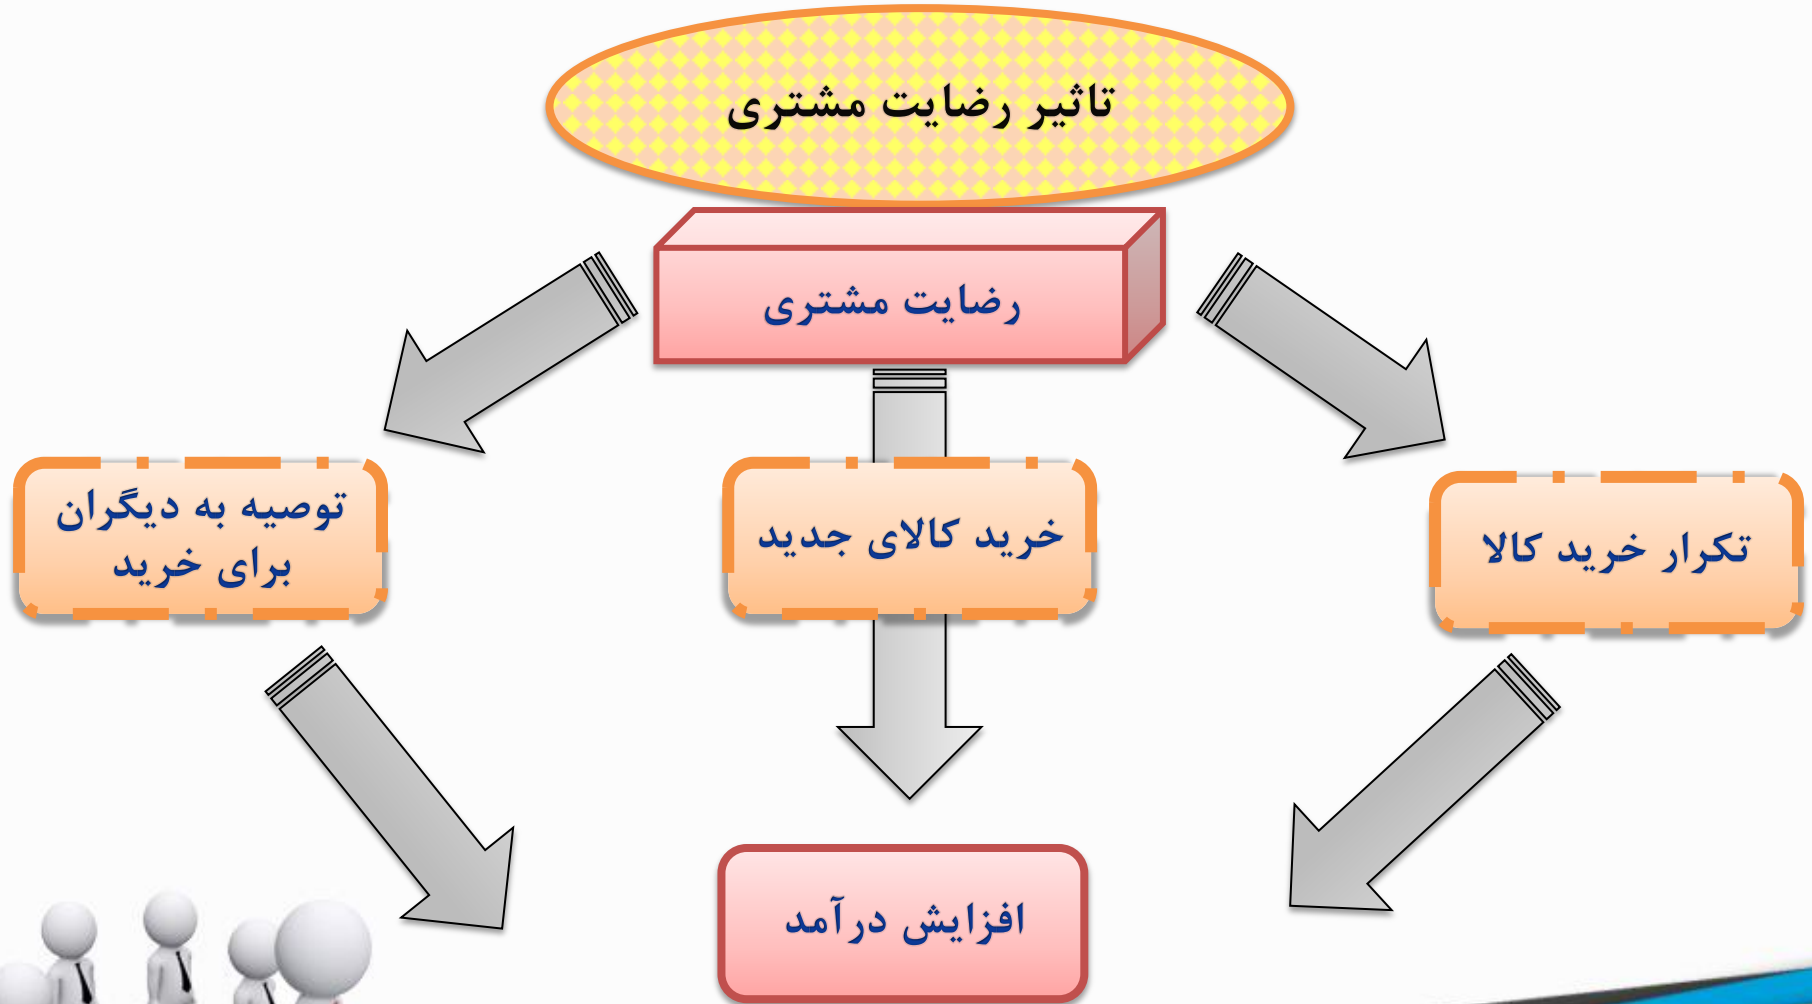 تاثیر رضایت مشتری
رضایت مشتری
تکرار خرید کالا
خرید کالای جدید
توصیه به دیگران
برای خرید
افزایش درآمد